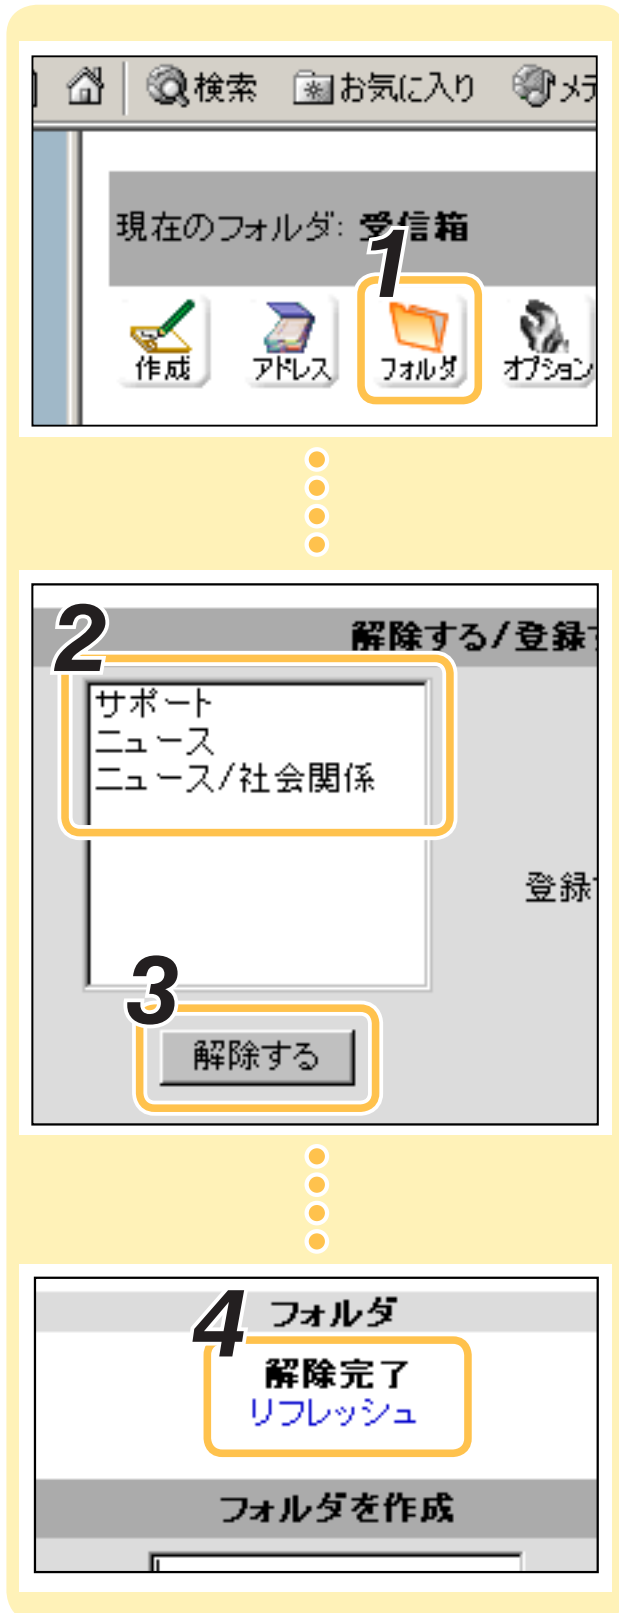 検索 お気に入り メデ
現在のフォルダ: 受信箱
1
作成 アドレス フォルダ オプション
2
解除する/登録す
サポート
ニュース
ニュース/社会関係
登録す
3
解除する
4
フォルダ
解除完了
リフレッシュ
フォルダを作成